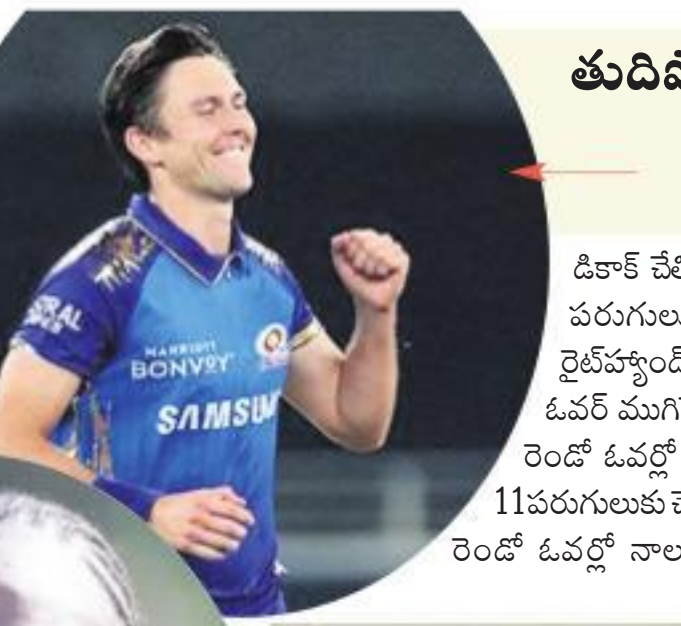 తుది
డికాక్ చేతి
పరుగులు
రైట్‌హ్యాండ్
ఓవర్ ముగి
రెండో ఓవర్లో
11పరుగులుకు చే
రెండో ఓవర్లో నాల
MARRIOTT
BONVOY
SAMSU